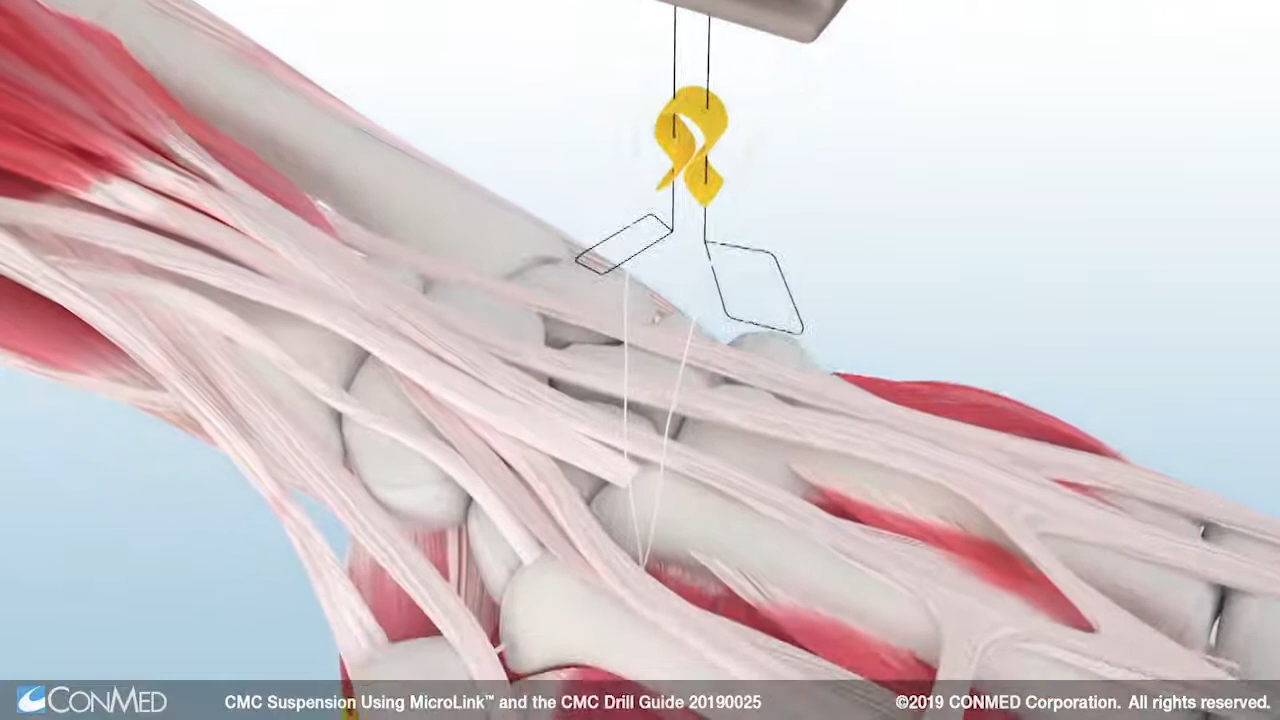 CONMED
CMC Suspension Using MicroLink™ and the CMC Drill Guide 20190025
©2019 CONMED Corporation. All rights reserved.